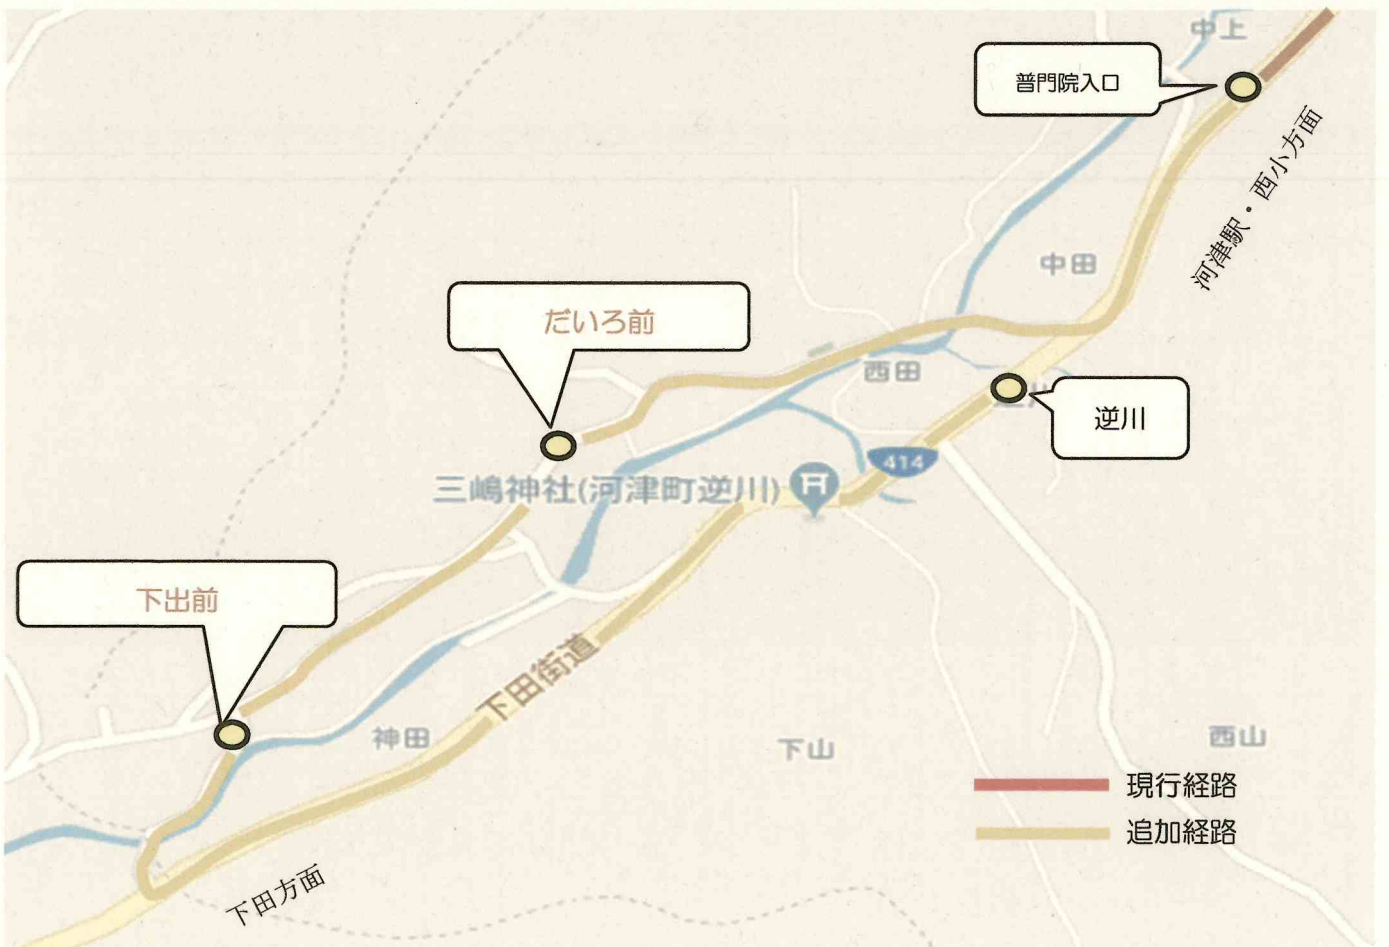 中上
普門院入口
河津駅・西小方面
中田
だいろ前
西田
逆川
414
三嶋神社(河津町逆川)
下出前
下田街道
神田
下山
西山
現行経路
追加経路
下田方面